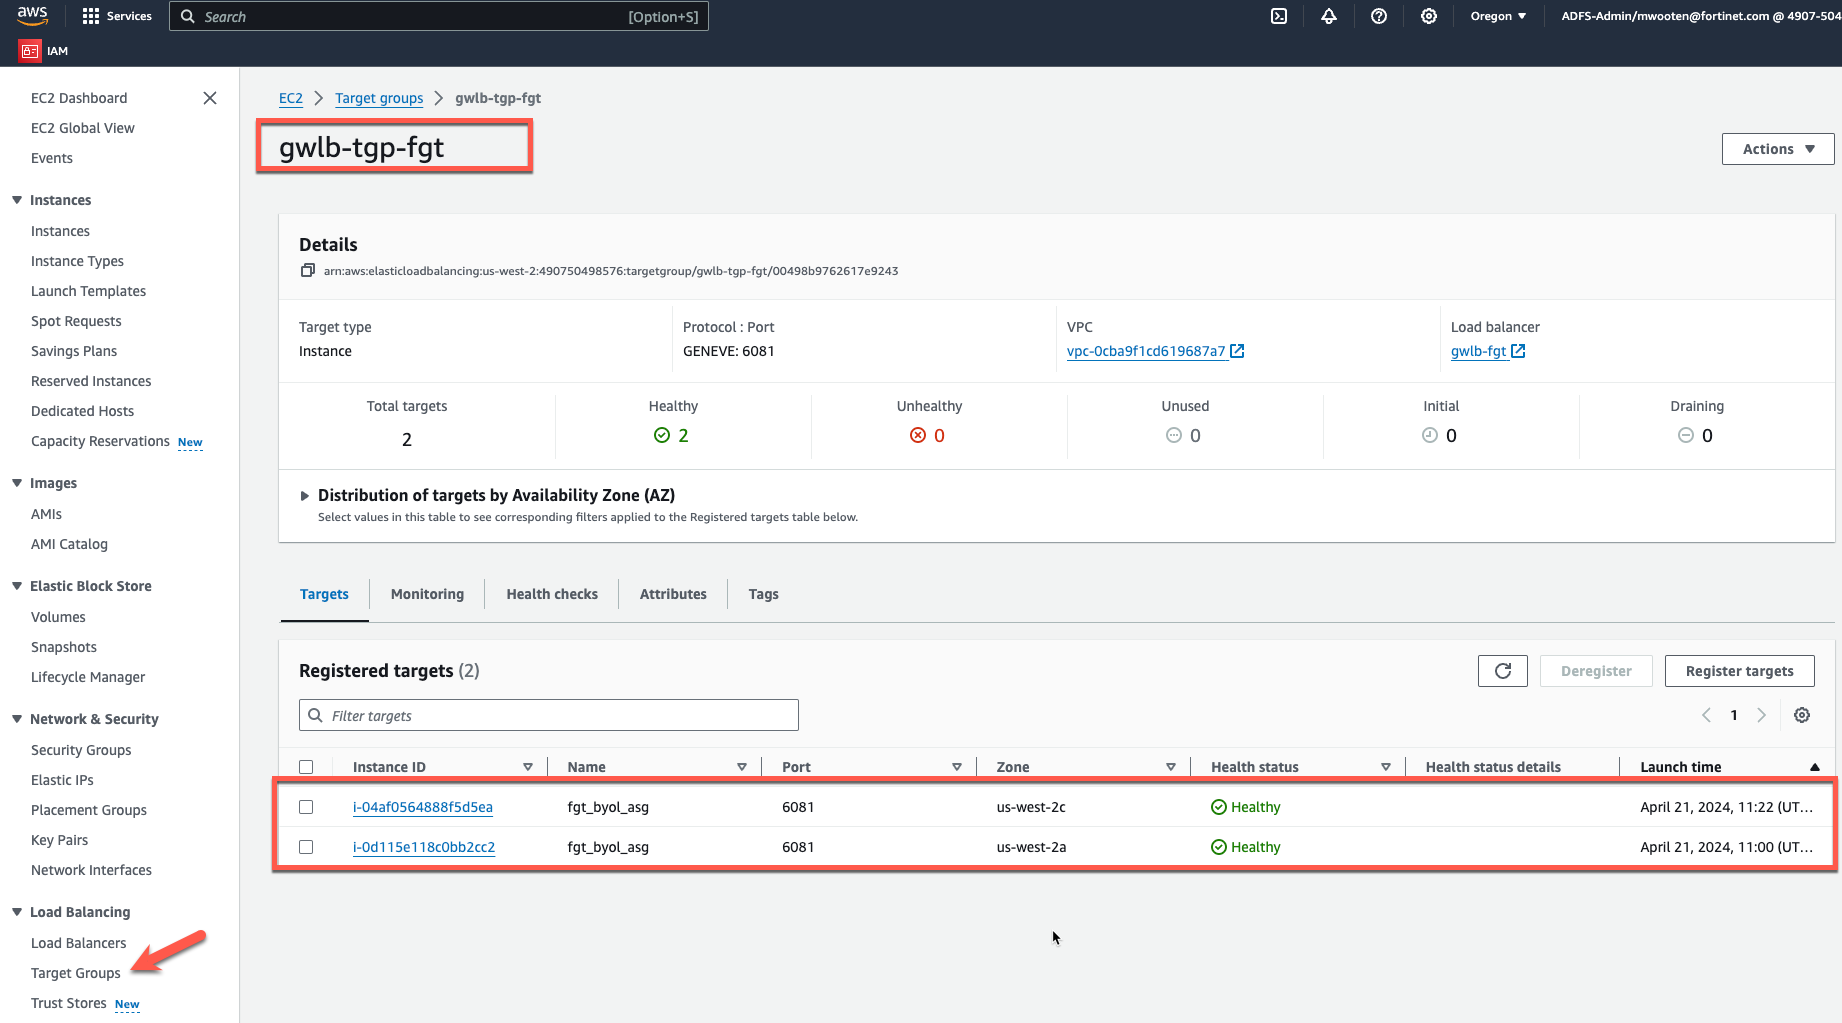 aws
Services
Search
[Option+S]
Oregon
ADFS-Admin/mwooten@fortinet.com @ 4907-504
IAM
EC2 Dashboard
EC2 Global View
Events
Instances
Instances
Instance Types
Launch Templates
Spot Requests
Savings Plans
Reserved Instances
Dedicated Hosts
Capacity Reservations New
Images
AMIs
AMI Catalog
Elastic Block Store
Volumes
Snapshots
Lifecycle Manager
Network & Security
Security Groups
Elastic IPs
Placement Groups
Key Pairs
Network Interfaces
Load Balancing
Load Balancers
Target Groups
Trust Stores New
EC2 > Target groups > gwlb-tgp-fgt
gwlb-tgp-fgt
Actions
Details
arn:aws:elasticloadbalancing:us-west-2:490750498576:targetgroup/gwlb-tgp-fgt/00498b9762617e9243
Target type
Instance
Protocol : Port
GENEVE: 6081
VPC
vpc-0cba9f1cd619687a7
Load balancer
gwlb-fgt
Total targets
2
Healthy
2
Unhealthy
0
Unused
0
Initial
0
Draining
0
Distribution of targets by Availability Zone (AZ)
Select values in this table to see corresponding filters applied to the Registered targets table below.
Targets
Monitoring
Health checks
Attributes
Tags
Registered targets (2)
Deregister
Register targets
Filter targets
1
Instance ID Name Port Zone Health status Health status details Launch time
i-04af0564888f5d5ea fgt_byol_asg 6081 us-west-2c Healthy April 21, 2024, 11:22 (UT...
i-0d115e118c0bb2cc2 fgt_byol_asg 6081 us-west-2a Healthy April 21, 2024, 11:00 (UT...